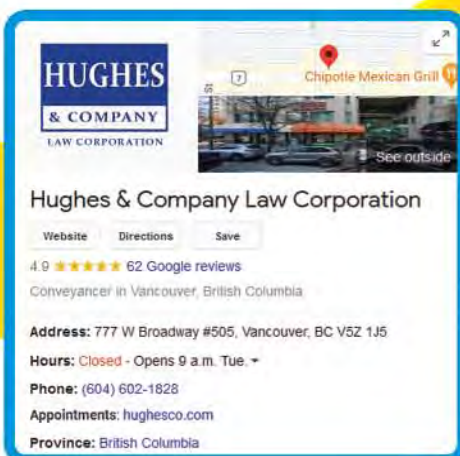 HUGHES
& COMPANY
LAW CORPORATION
St
7
Chipotle Mexican Grill
See outside
Hughes & Company Law Corporation
Website Directions Save
4.9 ★★★★★ 62 Google reviews
Conveyancer in Vancouver, British Columbia
Address: 777 W Broadway #505, Vancouver, BC V5Z 1J5
Hours: Closed - Opens 9 a.m. Tue.
Phone: (604) 602-1828
Appointments: hughesco.com
Province: British Columbia